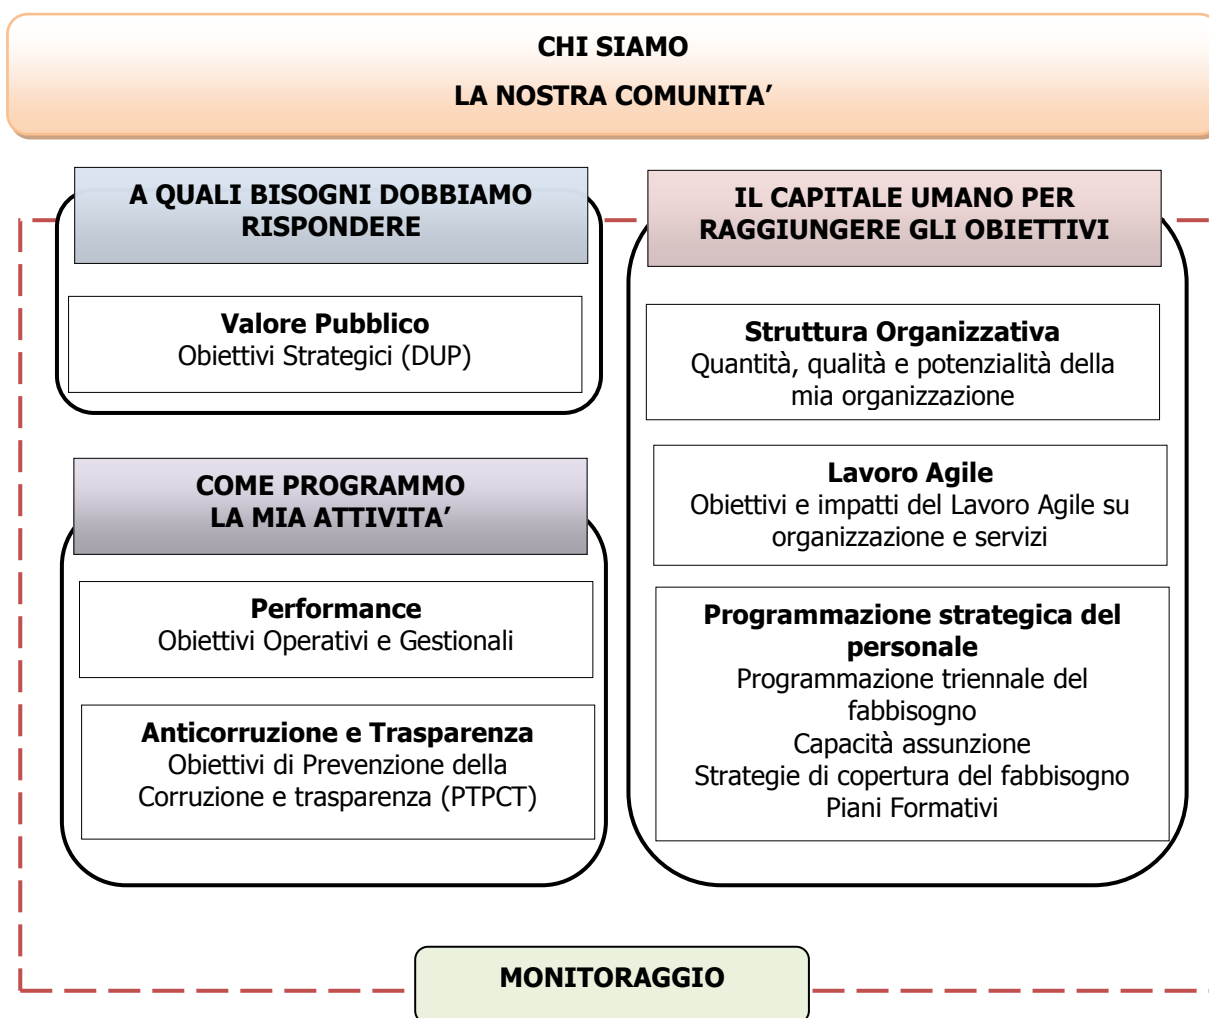 CHI SIAMO
LA NOSTRA COMUNITA’
A QUALI BISOGNI DOBBIAMO
RISPONDERE
Valore Pubblico
Obiettivi Strategici (DUP)
COME PROGRAMMO
LA MIA ATTIVITA’
Performance
Obiettivi Operativi e Gestionali
Anticorruzione e Trasparenza
Obiettivi di Prevenzione della
Corruzione e trasparenza (PTPCT)
IL CAPITALE UMANO PER
RAGGIUNGERE GLI OBIETTIVI
Struttura Organizzativa
Quantità, qualità e potenzialità della
mia organizzazione
Lavoro Agile
Obiettivi e impatti del Lavoro Agile su
organizzazione e servizi
Programmazione strategica del
personale
Programmazione triennale del
fabbisogno
Capacità assunzione
Strategie di copertura del fabbisogno
Piani Formativi
MONITORAGGIO